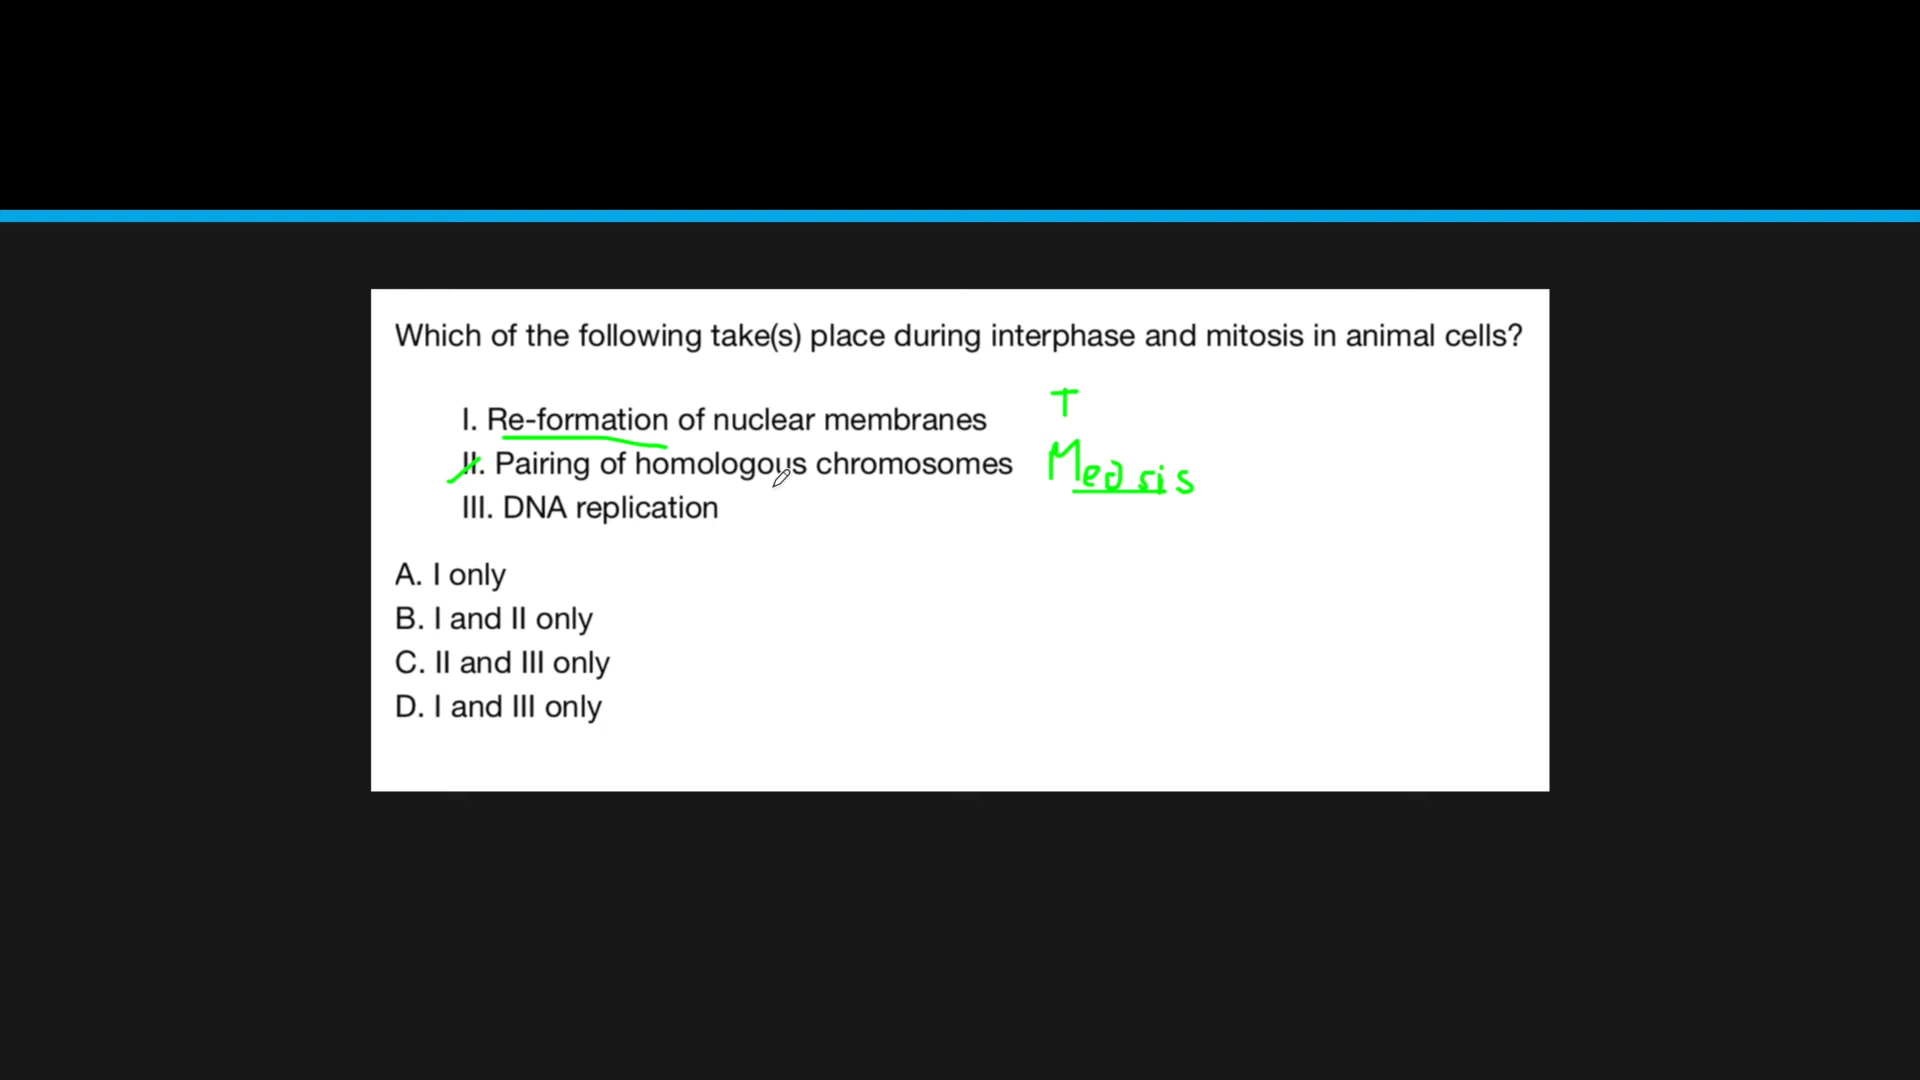 Which of the following take(s) place during interphase and mitosis in animal cells?
I. Re-formation of nuclear membranes
T
II. Pairing of homologous chromosomes
Meosis
III. DNA replication
A. I only
B. I and II only
C. II and III only
D. I and III only